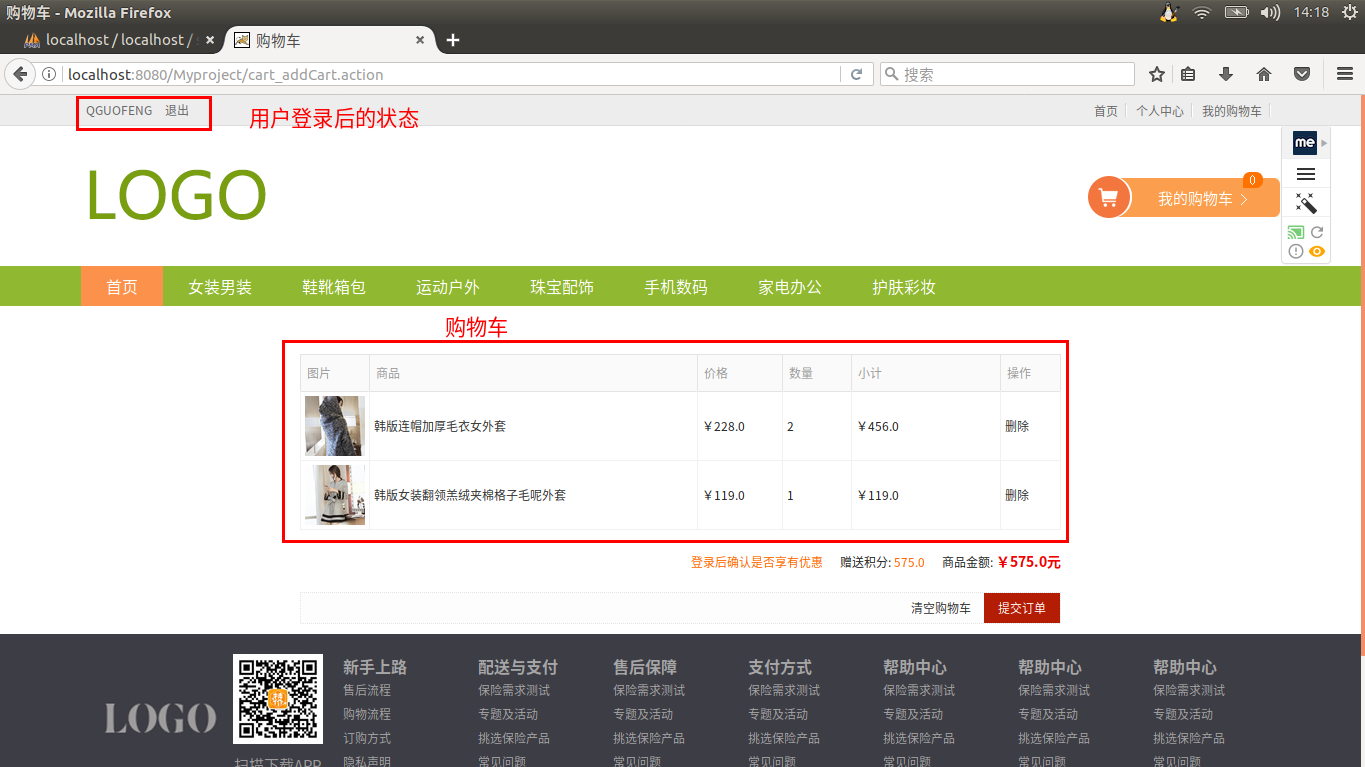 购物车 - Mozilla Firefox
14:18
localhost / localhost /
购物车
localhost:8080/Myproject/cart_addCart.action
搜索
QGUOFENG 退出
用户登录后的状态
首页 个人中心 我的购物车
me
LOGO
0
我的购物车
首页 女装男装 鞋靴箱包 运动户外 珠宝配饰 手机数码 家电办公 护肤彩妆
购物车
图片 商品 价格 数量 小计 操作
韩版连帽加厚毛衣女外套 ￥228.0 2 ￥456.0 删除
韩版女装翻领羔绒夹棉格子毛呢外套 ￥119.0 1 ￥119.0 删除
登录后确认是否享有优惠 赠送积分: 575.0 商品金额: ￥575.0元
清空购物车 提交订单
新手上路 配送与支付 售后保障 支付方式 帮助中心 帮助中心 帮助中心
售后流程 保险需求测试 保险需求测试 保险需求测试 保险需求测试 保险需求测试 保险需求测试
LOGO
购物流程 专题及活动 专题及活动 专题及活动 专题及活动 专题及活动 专题及活动
订购方式 挑选保险产品 挑选保险产品 挑选保险产品 挑选保险产品 挑选保险产品 挑选保险产品
扫描下载APP
隐私声明 常见问题 常见问题 常见问题 常见问题 常见问题 常见问题